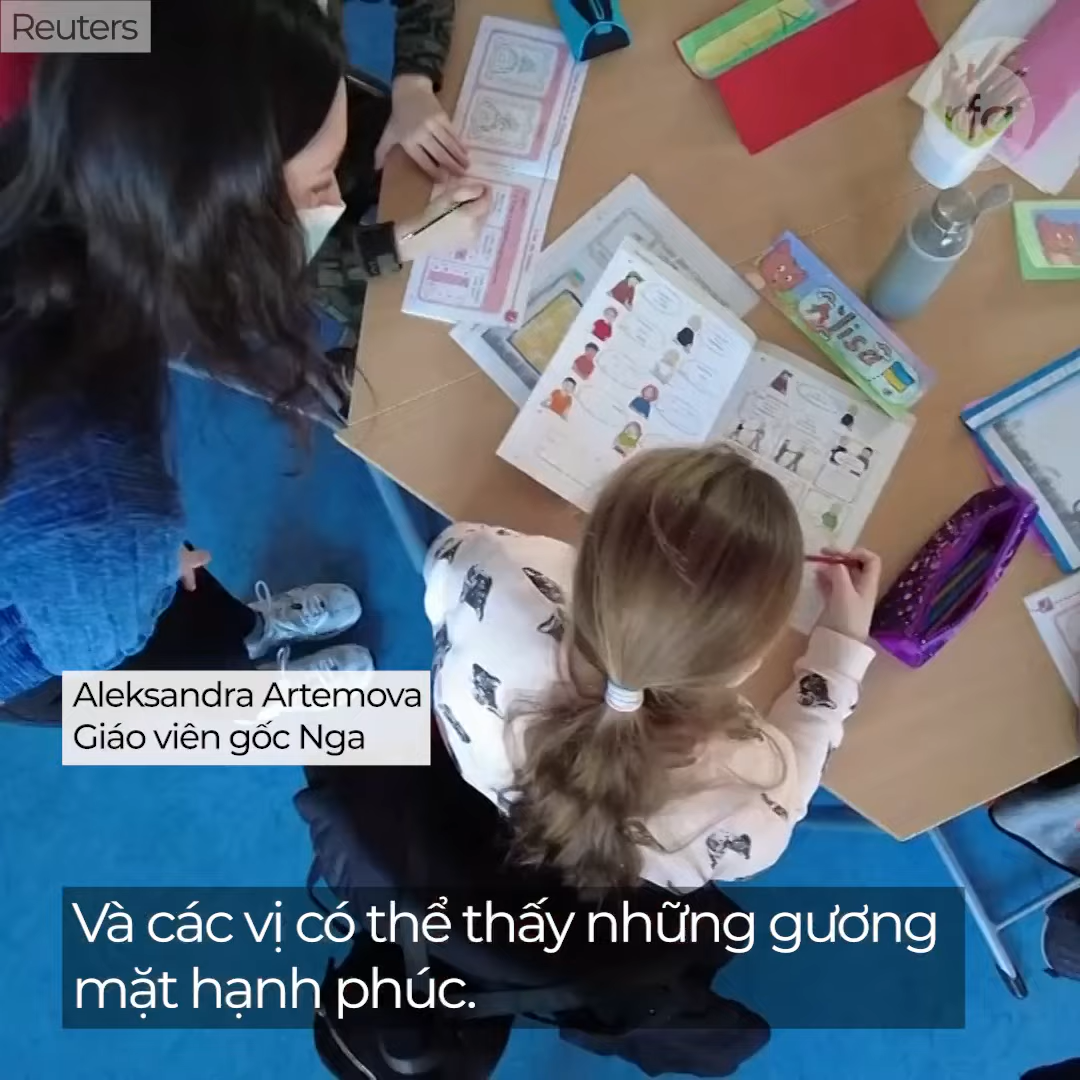 Reuters
rfa
Alisa
Aleksandra Artemova
Giáo viên gốc Nga
Và các vị có thể thấy những gương
mặt hạnh phúc.